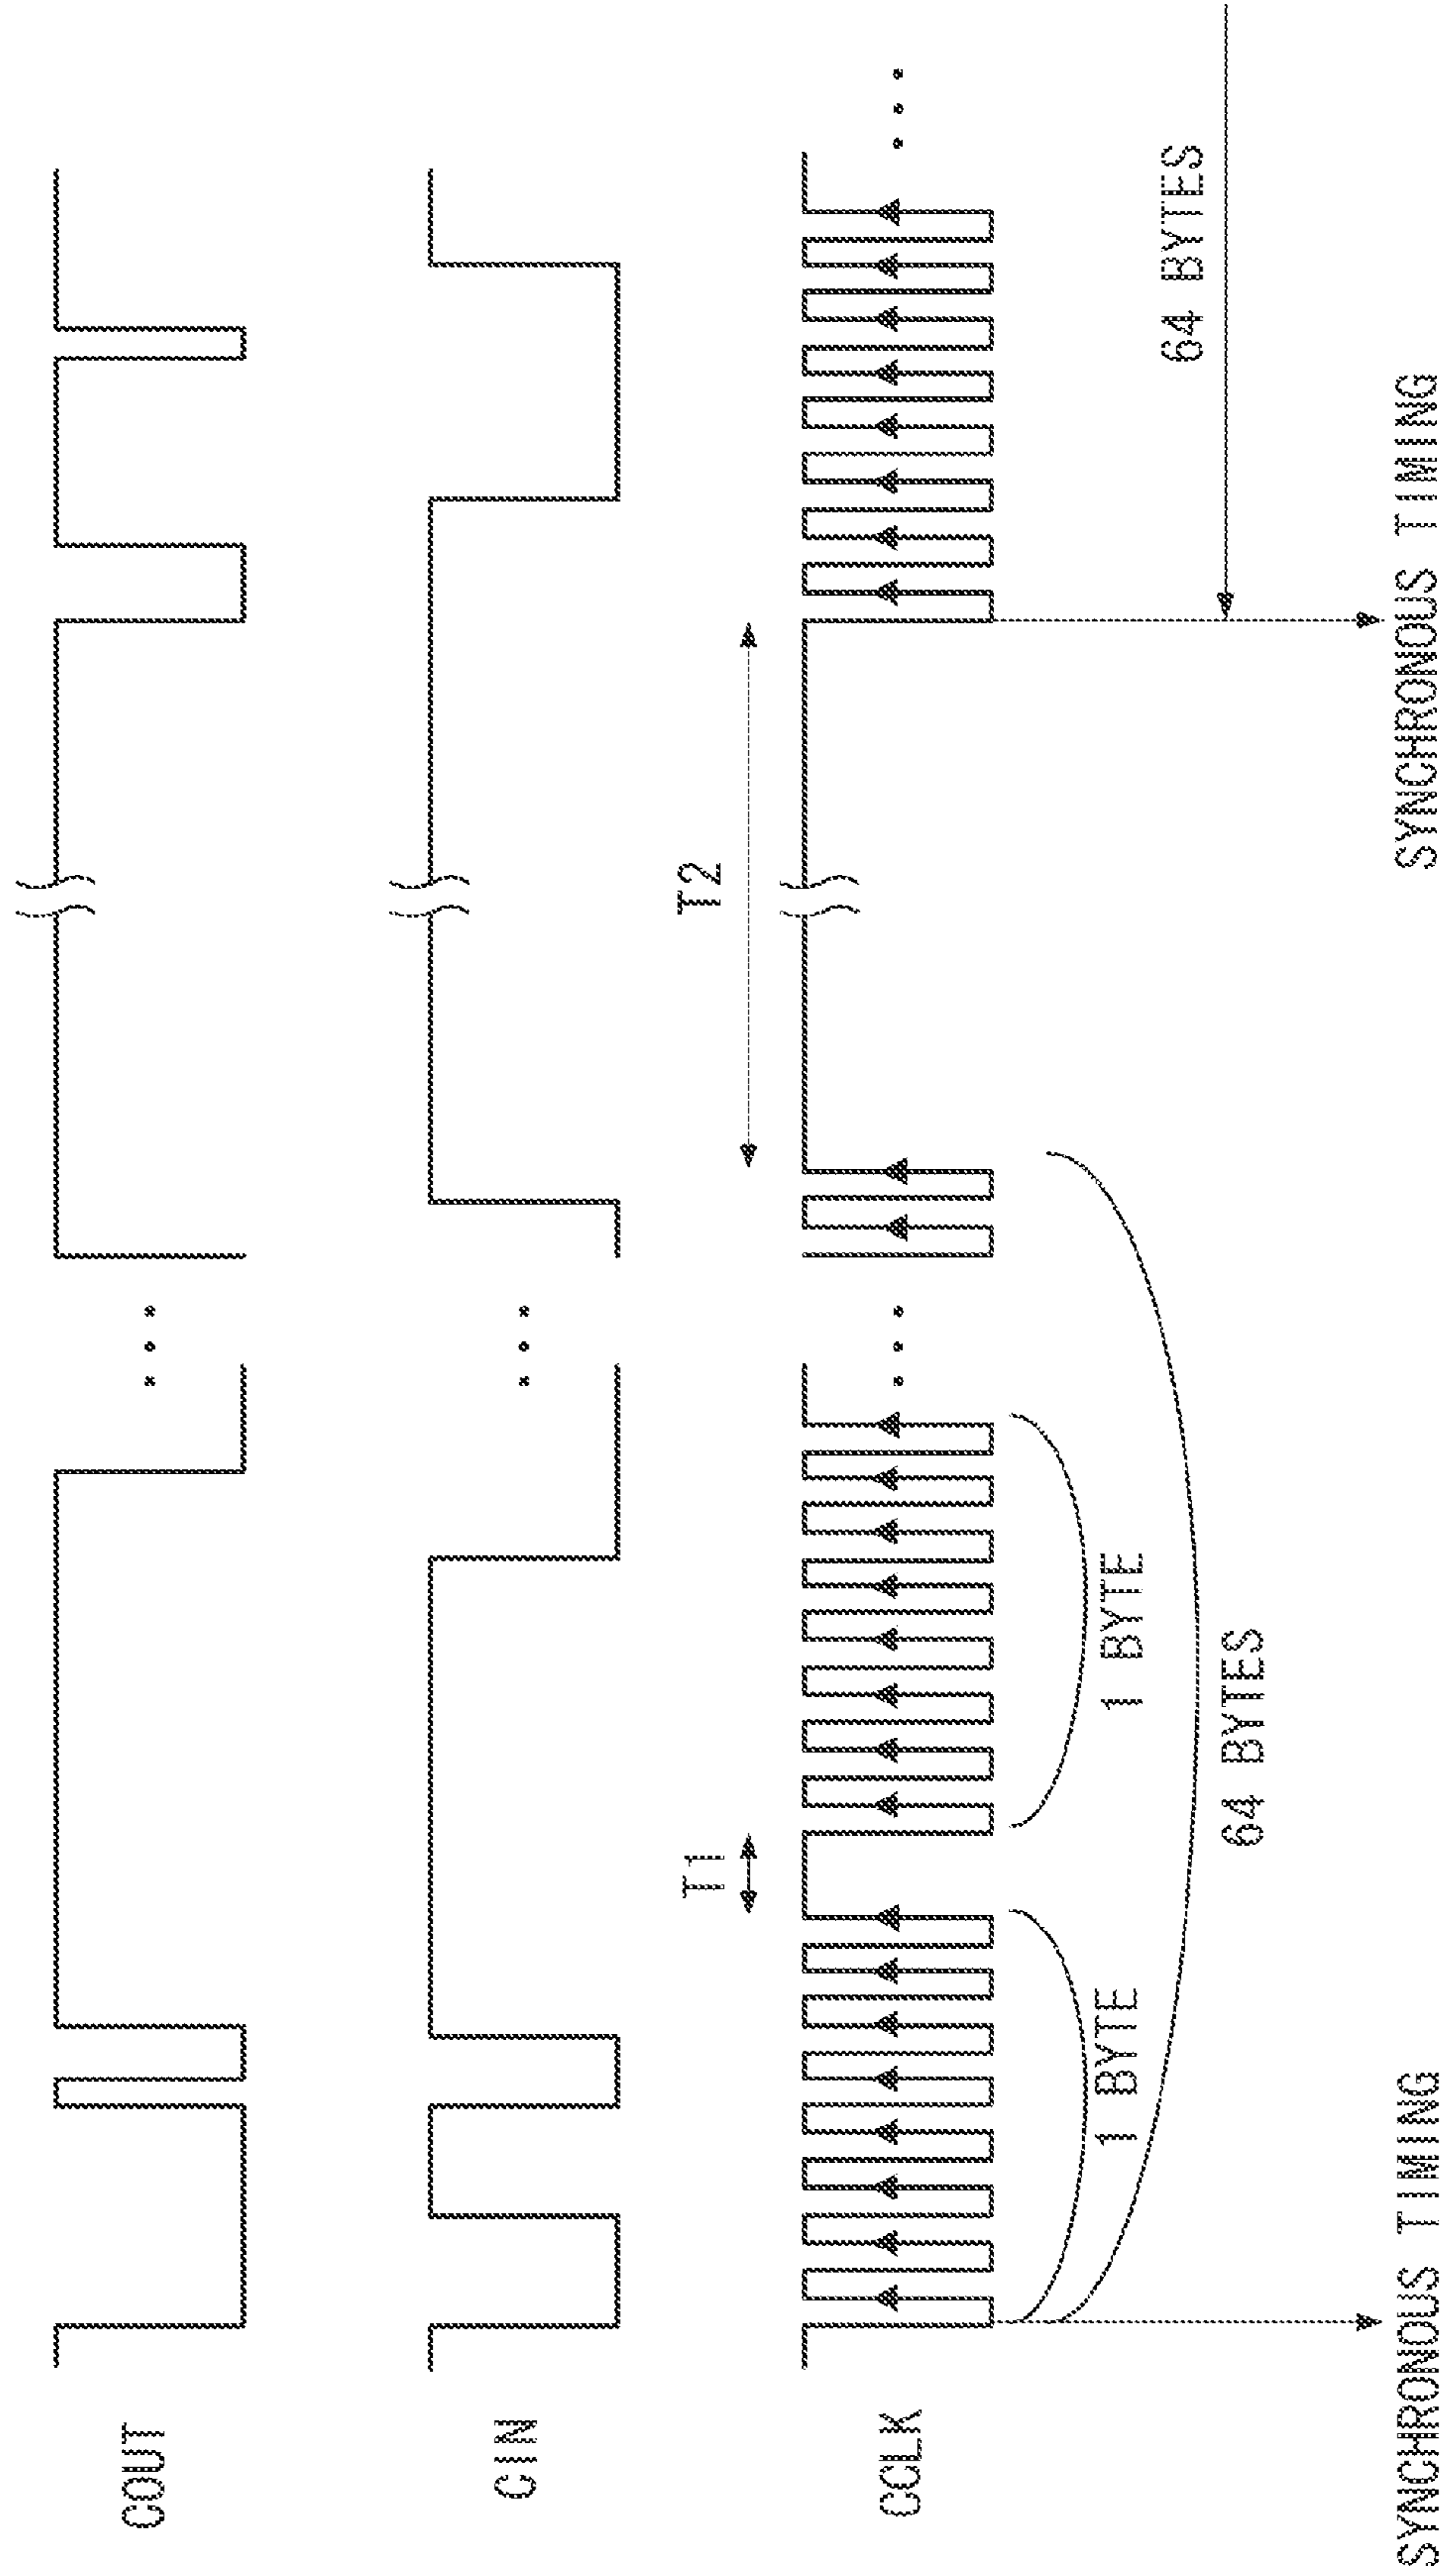 COUT
CIN
CCLK
T1
T2
1 BYTE
1 BYTE
64 BYTES
64 BYTES
SYNCHRONOUS TIMING
SYNCHRONOUS TIMING